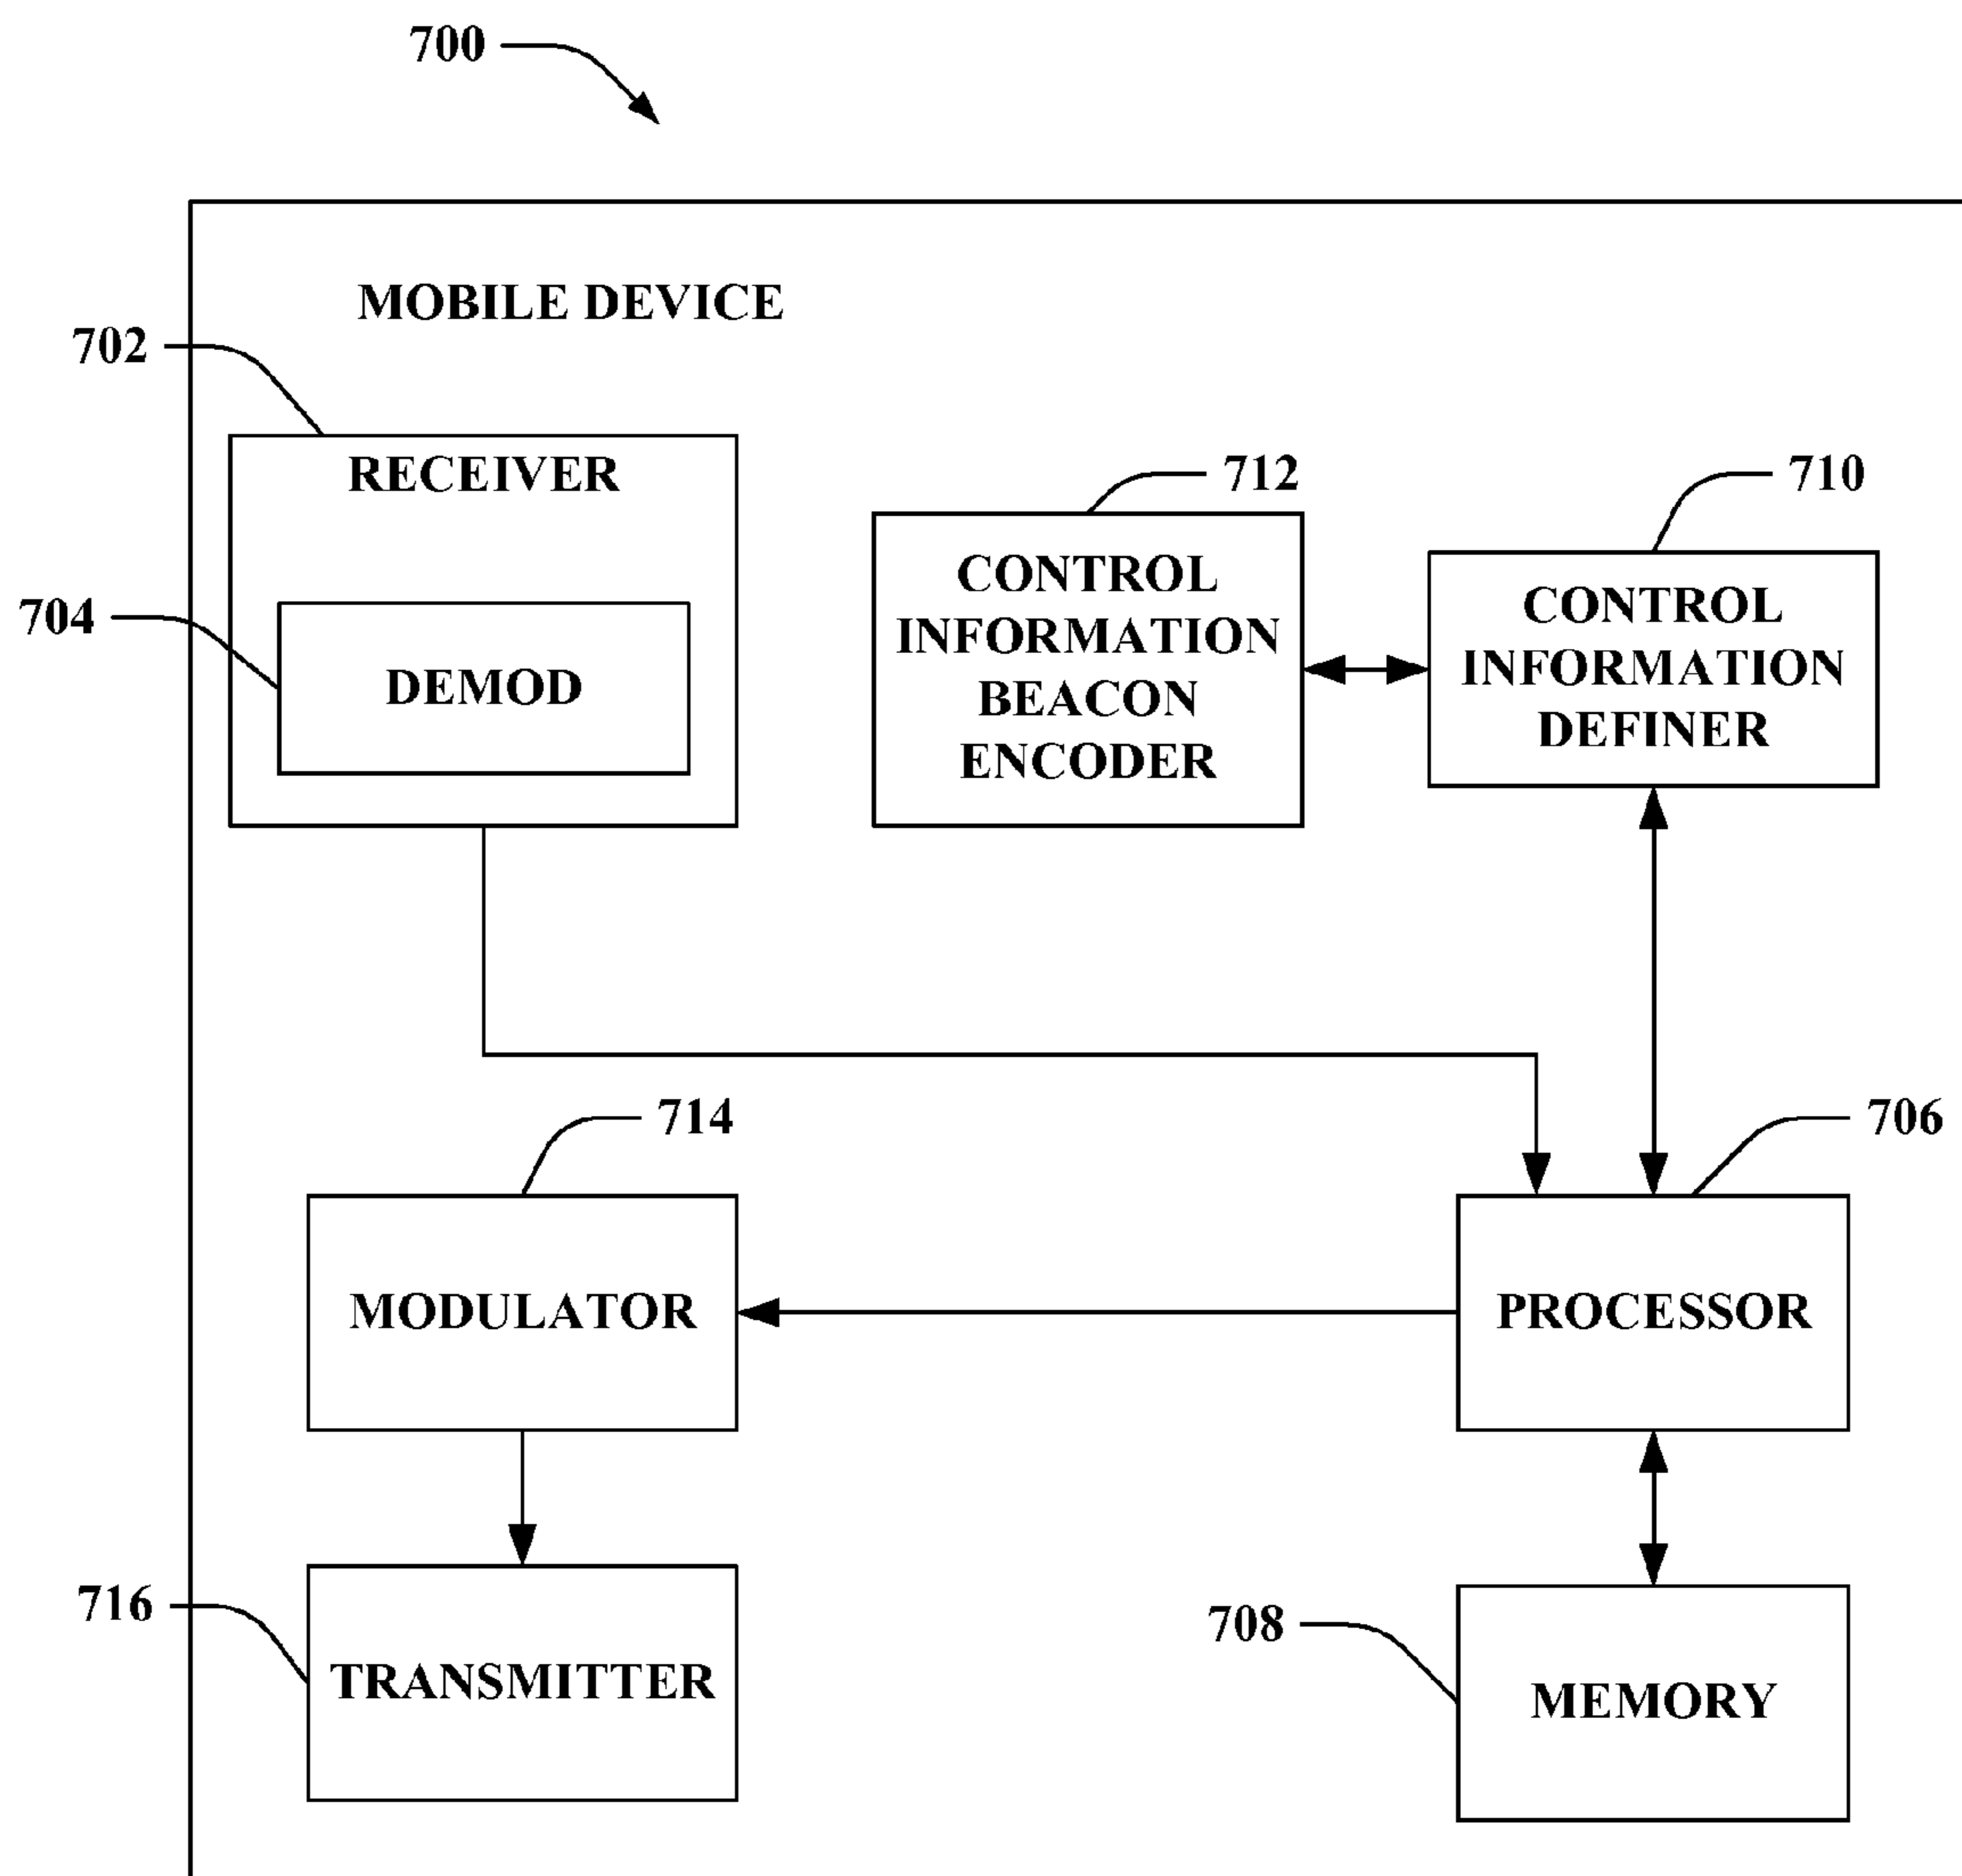 700
MOBILE DEVICE
702
RECEIVER
712
710
CONTROL
INFORMATION
BEACON
ENCODER
CONTROL
INFORMATION
DEFINER
704
DEMOD
714
706
MODULATOR
PROCESSOR
716
708
TRANSMITTER
MEMORY